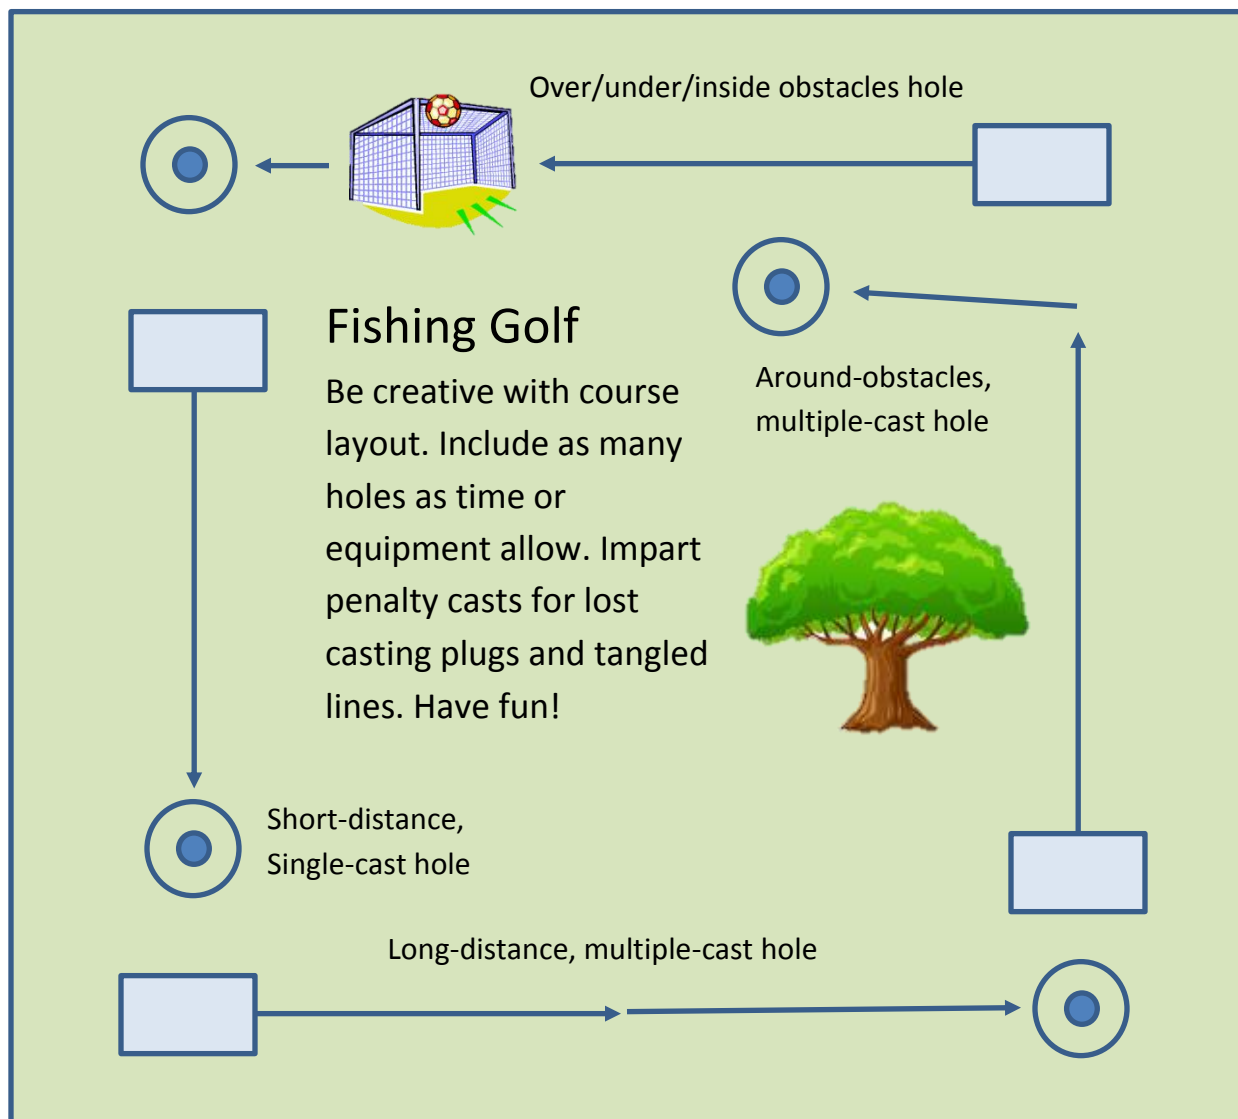 Over/under/inside obstacles hole
Fishing Golf
Be creative with course
layout. Include as many
holes as time or
equipment allow. Impart
penalty casts for lost
casting plugs and tangled
lines. Have fun!
Around-obstacles,
multiple-cast hole
Short-distance,
Single-cast hole
Long-distance, multiple-cast hole